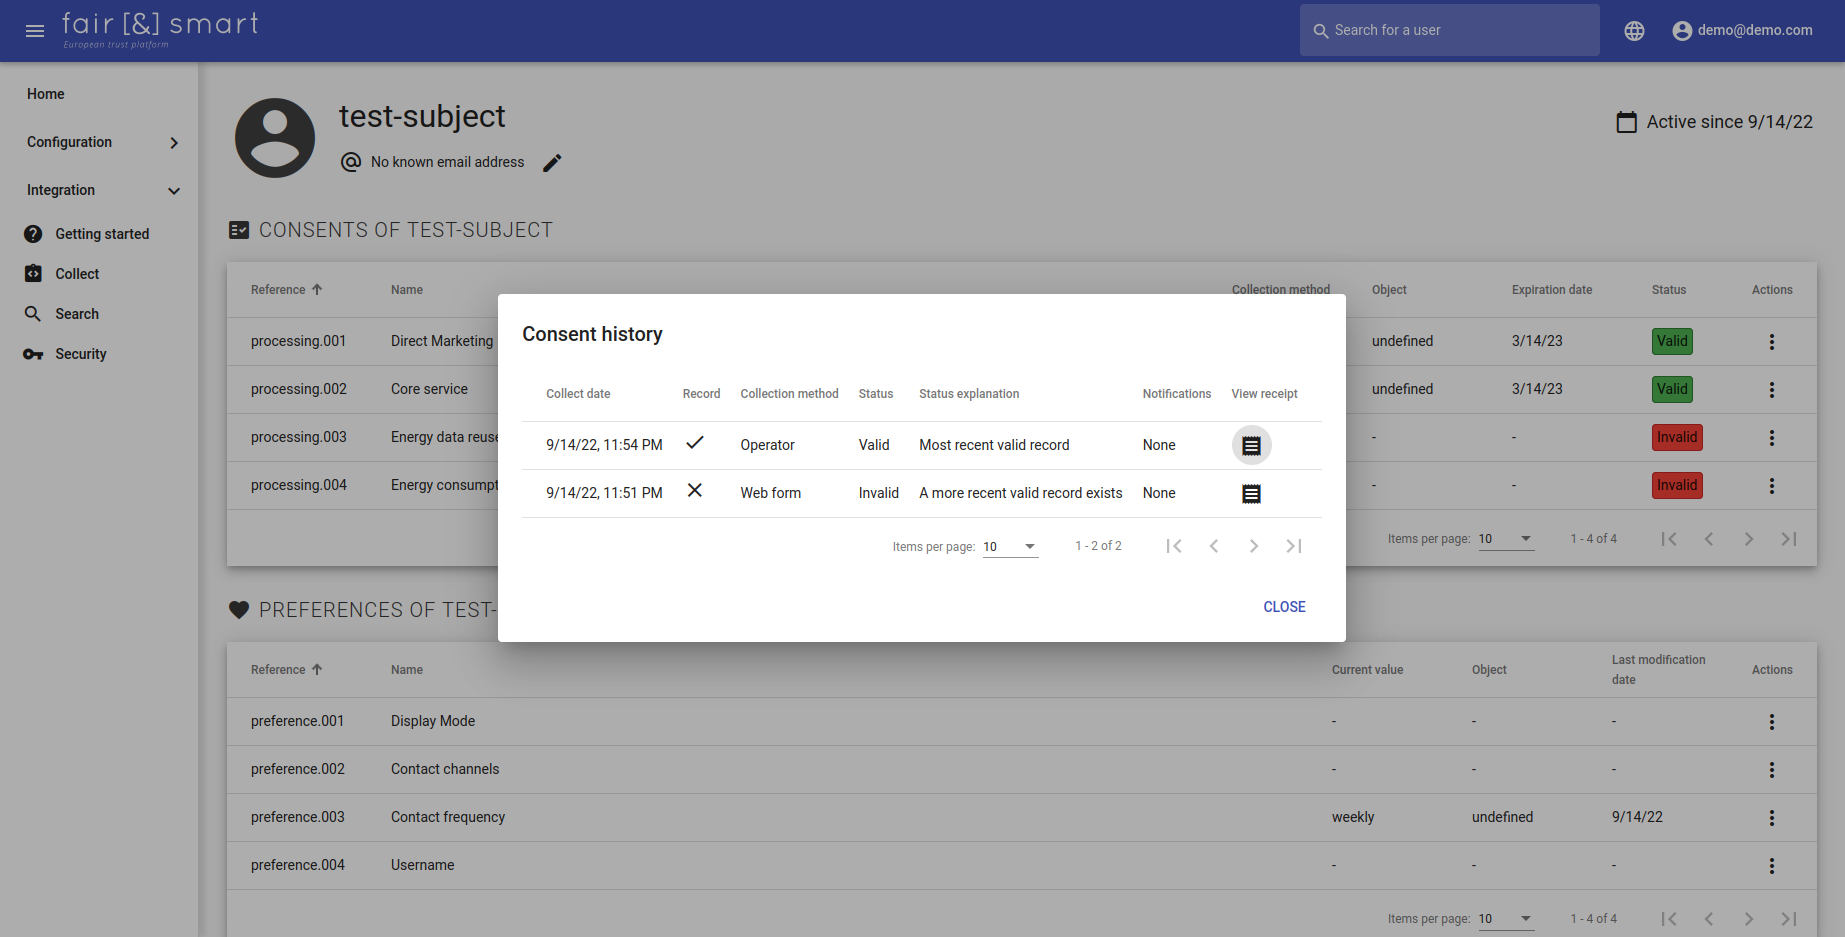 fair [&] smart
European trust platform
Search for a user
demo@demo.com
Home
Configuration
Integration
Getting started
Collect
Search
Security
test-subject
No known email address
Active since 9/14/22
CONSENTS OF TEST-SUBJECT
Reference Name Collection method Object Expiration date Status Actions
processing.001 Direct Marketing undefined 3/14/23 Valid
processing.002 Core service undefined 3/14/23 Valid
processing.003 Energy data reuse - - Invalid
processing.004 Energy consumpt - - Invalid
Items per page: 10 1 - 4 of 4
Consent history
Collect date Record Collection method Status Status explanation Notifications View receipt
9/14/22, 11:54 PM Operator Valid Most recent valid record None
9/14/22, 11:51 PM Web form Invalid A more recent valid record exists None
Items per page: 10 1 - 2 of 2
CLOSE
PREFERENCES OF TEST-
Reference Name Current value Object Last modification date Actions
preference.001 Display Mode - - -
preference.002 Contact channels - - -
preference.003 Contact frequency weekly undefined 9/14/22
preference.004 Username - - -
Items per page: 10 1 - 4 of 4